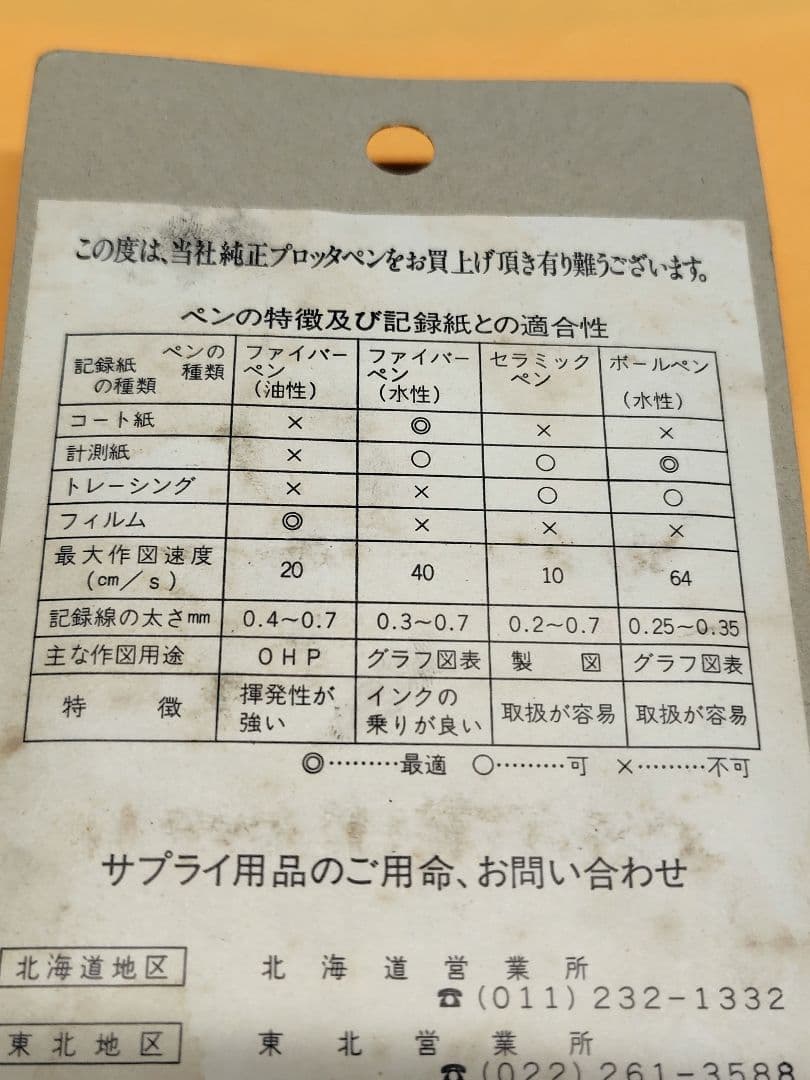 この度は、当社純正プロッタペンをお買上げ頂き有り難うございます。
ペンの特徴及び記録紙との適合性
記録紙の種類 ペンの種類 ファイバーペン(油性) ファイバーペン(水性) セラミックペン ボールペン(水性)
コート紙 × ◎ × ×
計測紙 × ○ ○ ◎
トレーシング × × ○ ○
フィルム ◎ × × ×
最大作図速度(cm/s) 20 40 10 64
記録線の太さmm 0.4~0.7 0.3~0.7 0.2~0.7 0.25~0.35
主な作図用途 OHP グラフ図表 製図 グラフ図表
特徴 揮発性が強い インクの乗りが良い 取扱が容易 取扱が容易
◎………最適 ○………可 ×………不可
サプライ用品のご用命、お問い合わせ
北海道地区 北海道営業所
☎(011)232-1332
東北地区 東北営業所
☎(022)261-3588